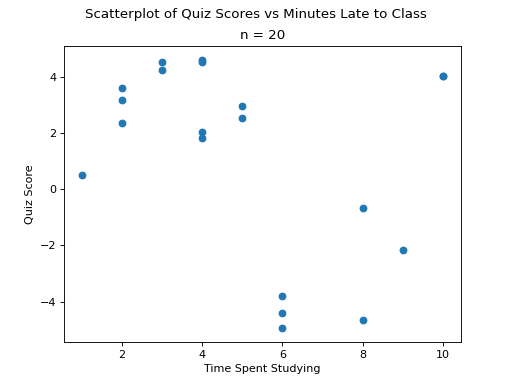 Scatterplot of Quiz Scores vs Minutes Late to Class
n = 20
4
2
0
−2
−4
Quiz Score
2 4 6 8 10
Time Spent Studying